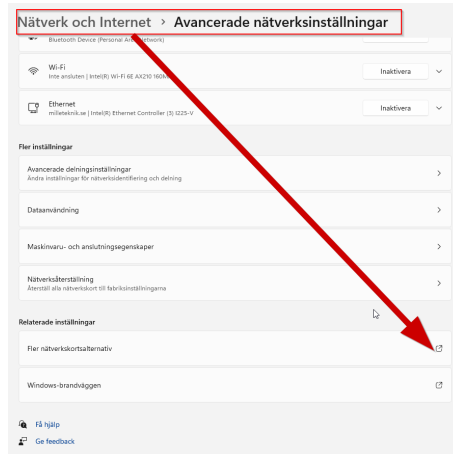 Nätverk och Internet > Avancerade nätverksinställningar
Bluetooth Device (Personal Area Network)
Wi-Fi
Inte ansluten | Intel(R) Wi-Fi 6E AX210 160M
Inaktivera
Ethernet
milleteknik.se | Intel(R) Ethernet Controller (3) I225-V
Inaktivera
Fler inställningar
Avancerade delningsinställningar
Ändra inställningar för nätverksidentifiering och delning
Dataanvändning
Maskinvaru- och anslutningsegenskaper
Nätverksåterställning
Återställ alla nätverkskort till fabriksinställningarna
Relaterade inställningar
Fler nätverkskortsalternativ
Windows-brandväggen
Få hjälp
Ge feedback